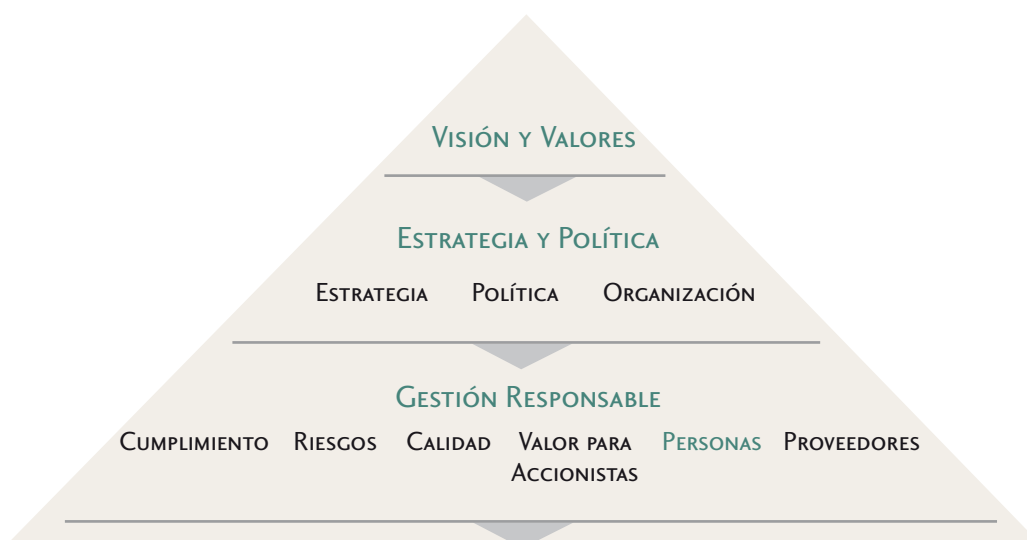 Visión y Valores
Estrategia y Política
Estrategia Política Organización
Gestión Responsable
Cumplimiento Riesgos Calidad Valor para Personas Proveedores
Accionistas